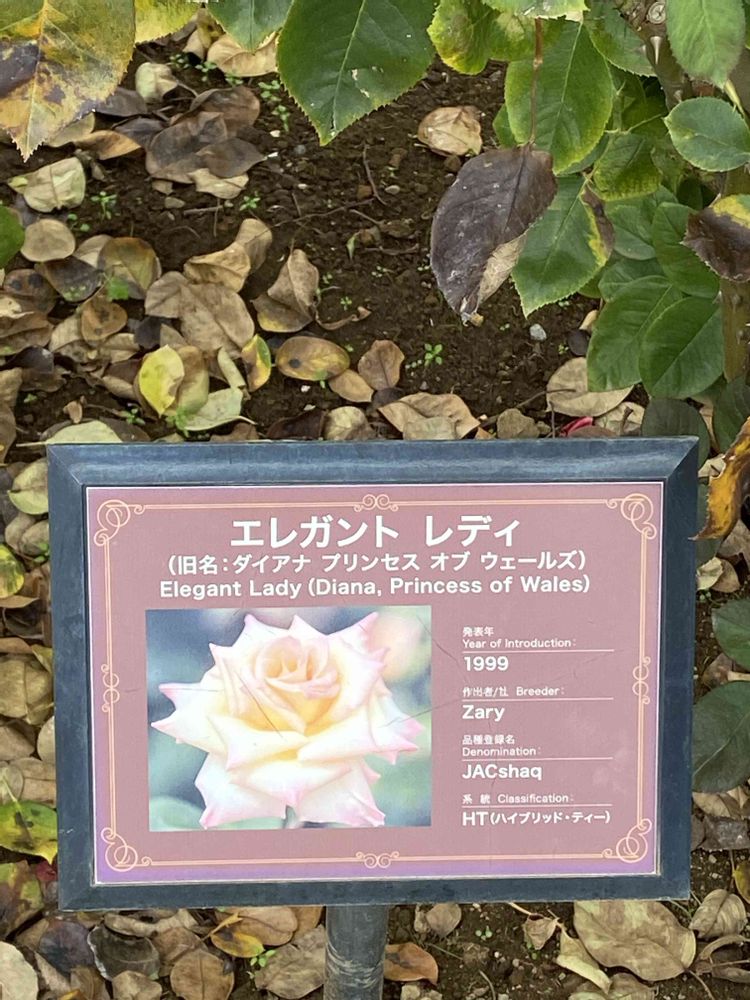 エレガント レディ
(旧名:ダイアナ プリンセス オブ ウェールズ)
Elegant Lady (Diana, Princess of Wales)
発表年
Year of Introduction:
1999
作出者/社 Breeder:
Zary
品種登録名
Denomination:
JACshaq
系 統 Classification:
HT(ハイブリッド・ティー)